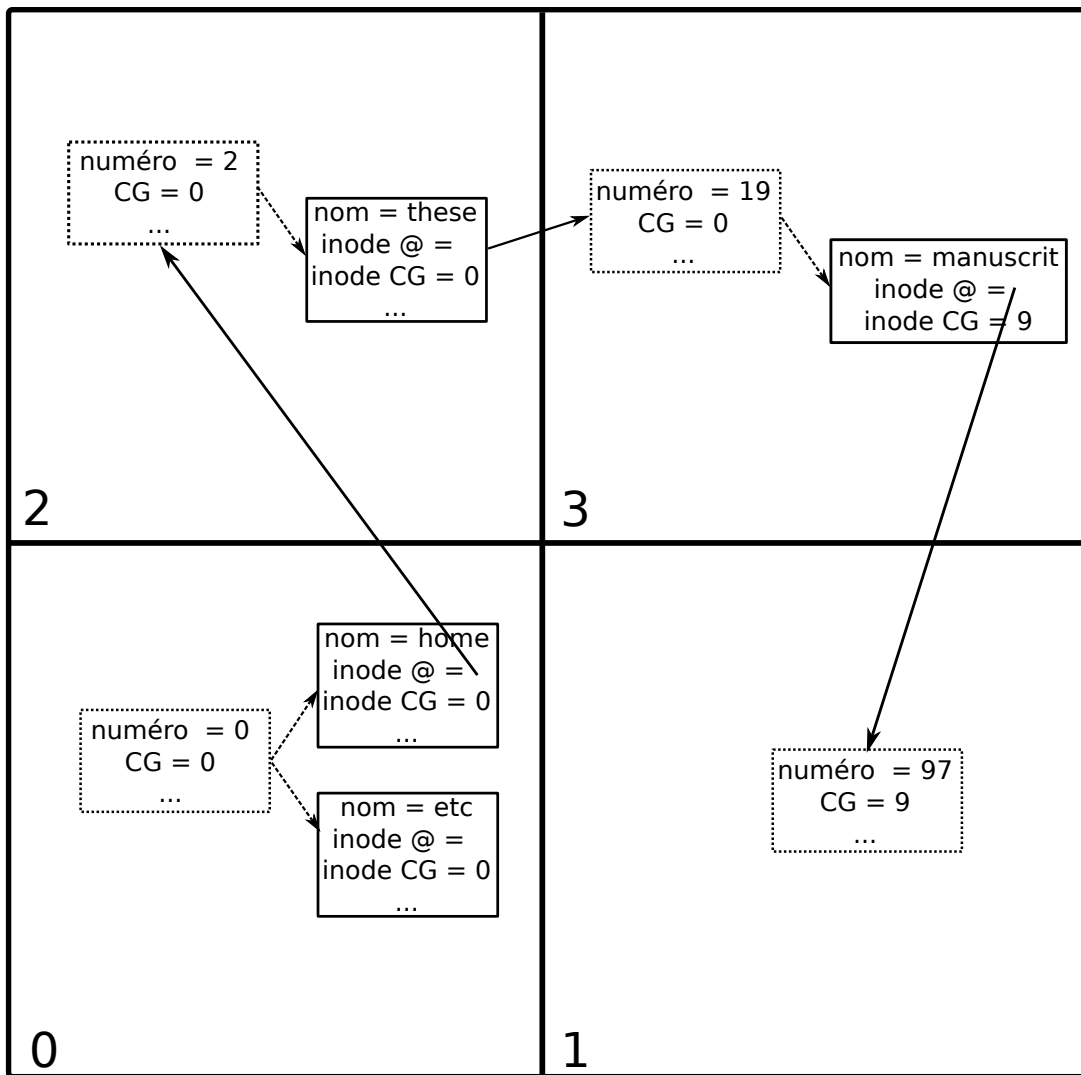 numéro = 2
CG = 0
...
nom = these
inode @ =
inode CG = 0
...
2
numéro = 19
CG = 0
...
nom = manuscrit
inode @ =
inode CG = 9
3
numéro = 0
CG = 0
...
nom = home
inode @ =
inode CG = 0
...
nom = etc
inode @ =
inode CG = 0
...
0
numéro = 97
CG = 9
...
1